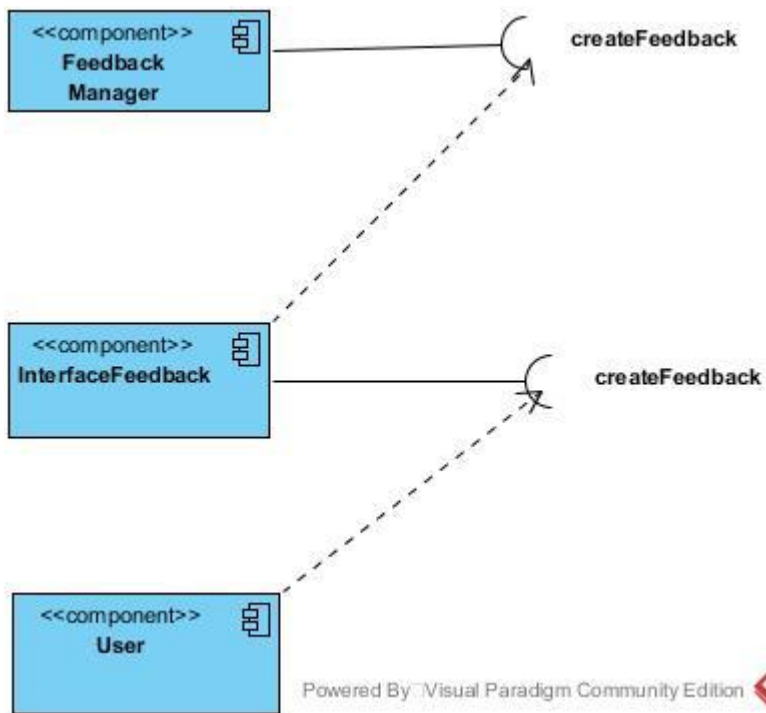 <<component>>
Feedback
Manager
createFeedback
<<component>>
InterfaceFeedback
createFeedback
<<component>>
User
Powered By Visual Paradigm Community Edition